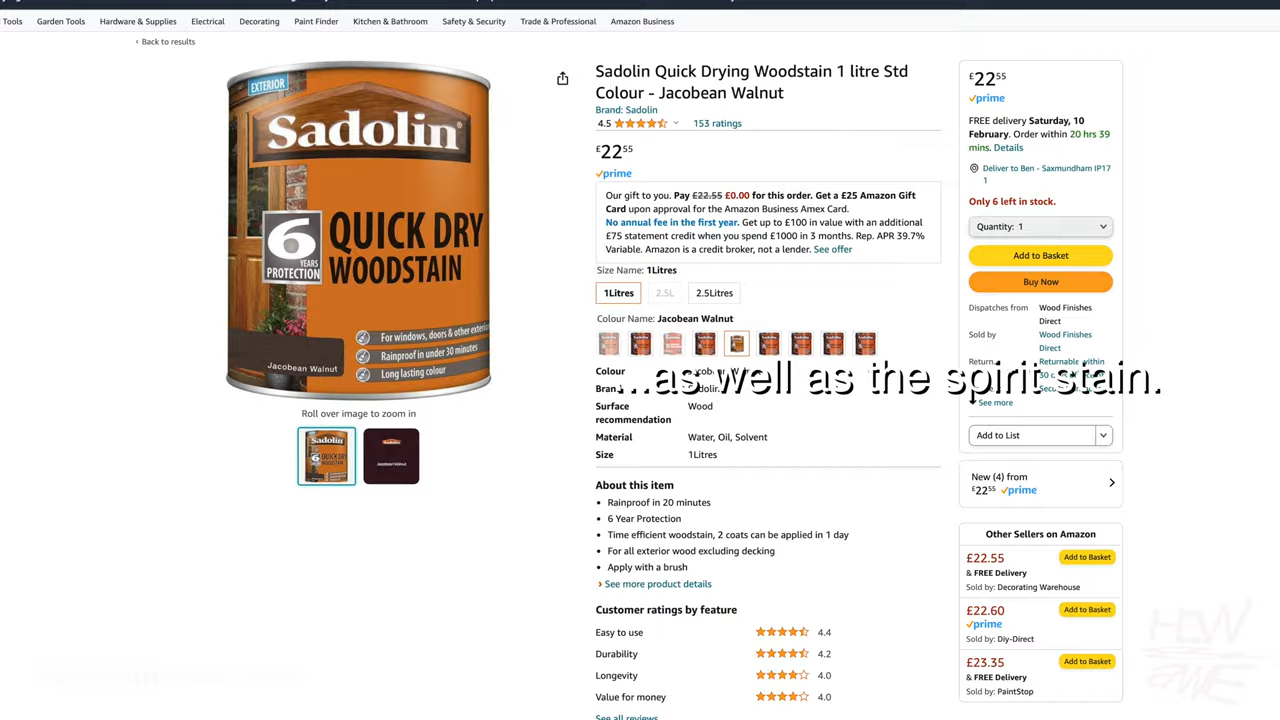 Tools Garden Tools Hardware & Supplies Electrical Decorating Paint Finder Kitchen & Bathroom Safety & Security Trade & Professional Amazon Business
‹ Back to results
EXTERIOR
Sadolin®
6 YEARS PROTECTION
QUICK DRY
WOODSTAIN
For windows, doors & other exterior
Rainproof in under 30 minutes
Long lasting colour
Jacobean Walnut
Roll over image to zoom in
Sadolin
QUICK DRY
WOODSTAIN
Jacobean Walnut
Sadolin Quick Drying Woodstain 1 litre Std
Colour - Jacobean Walnut
Brand: Sadolin
4.5 153 ratings
£22.55
prime
Our gift to you. Pay £22.55 £0.00 for this order. Get a £25 Amazon Gift
Card upon approval for the Amazon Business Amex Card.
No annual fee in the first year. Get up to £100 in value with an additional
£75 statement credit when you spend £1000 in 3 months. Rep. APR 39.7%
Variable. Amazon is a credit broker, not a lender. See offer
Size Name: 1Litres
1Litres 2.5L 2.5Litres
Colour Name: Jacobean Walnut
Colour
...as well as the spirit stain.
Surface
recommendation Wood
Material Water, Oil, Solvent
Size 1Litres
About this item
• Rainproof in 20 minutes
• 6 Year Protection
• Time efficient woodstain, 2 coats can be applied in 1 day
• For all exterior wood excluding decking
• Apply with a brush
› See more product details
Customer ratings by feature
Easy to use 4.4
Durability 4.2
Longevity 4.0
Value for money 4.0
See all reviews
£22.55
prime
FREE delivery Saturday, 10
February. Order within 20 hrs 39
mins. Details
Deliver to Ben - Saxmundham IP17
1
Only 6 left in stock.
Quantity: 1
Add to Basket
Buy Now
Dispatches from Wood Finishes
Direct
Sold by Wood Finishes
Direct
Returnable within
See more
Add to List
New (4) from
£22.55 prime
Other Sellers on Amazon
£22.55 Add to Basket
& FREE Delivery
Sold by: Decorating Warehouse
£22.60 Add to Basket
prime
Sold by: Diy-Direct
£23.35 Add to Basket
& FREE Delivery
Sold by: PaintStop